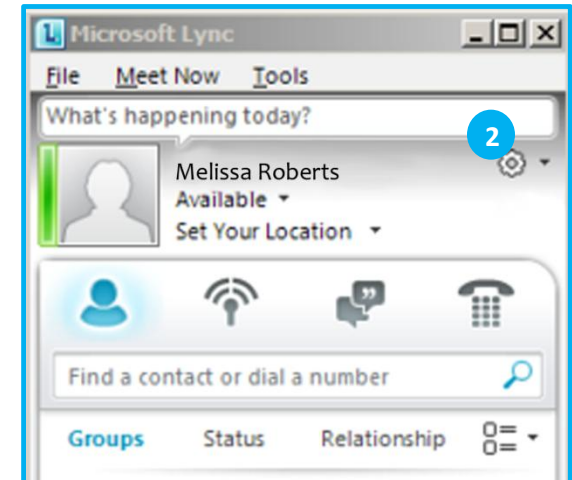 Microsoft Lync
File Meet Now Tools
What's happening today?
2
Melissa Roberts
Available
Set Your Location
Find a contact or dial a number
Groups Status Relationship